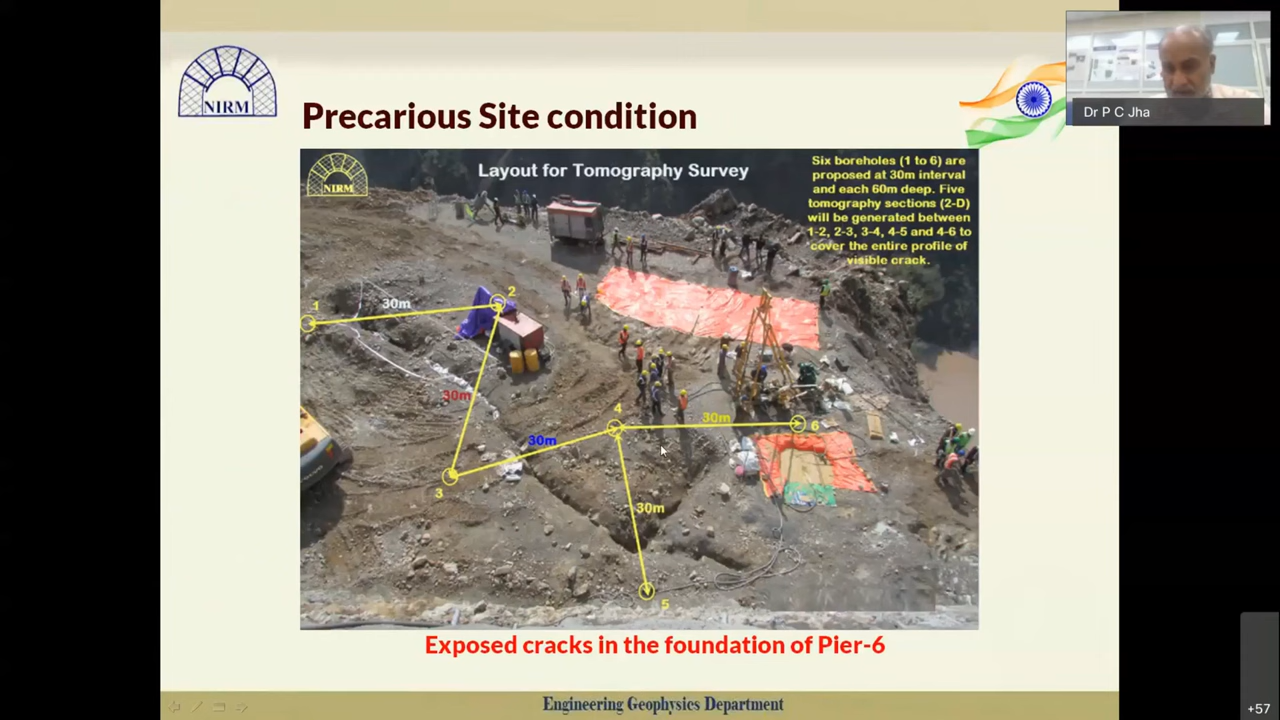 NIRM
Precarious Site condition
Dr P C Jha
NIRM
Layout for Tomography Survey
Six boreholes (1 to 6) are
proposed at 30m interval
and each 60m deep. Five
tomography sections (2-D)
will be generated between
1-2, 2-3, 3-4, 4-5 and 4-6 to
cover the entire profile of
visible crack.
1
30m
2
30m
3
30m
4
30m
6
30m
5
Exposed cracks in the foundation of Pier-6
Engineering Geophysics Department
+57